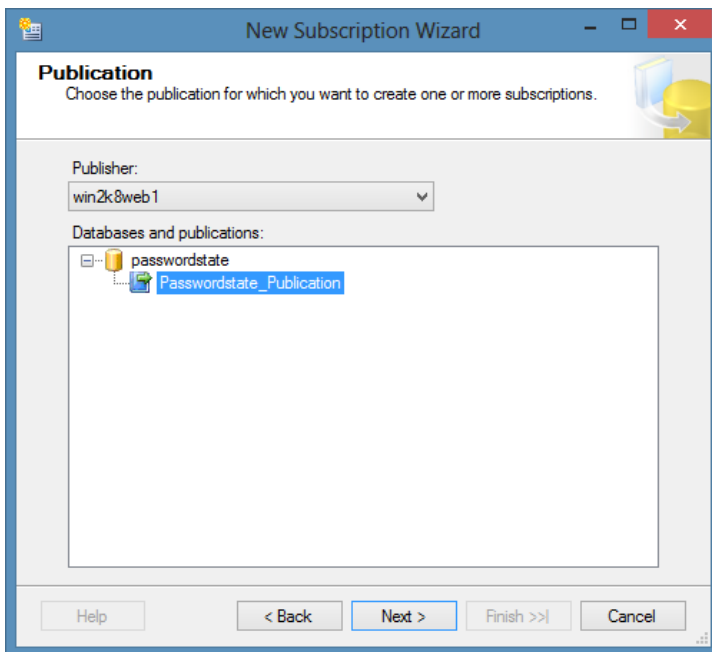 New Subscription Wizard
Publication
Choose the publication for which you want to create one or more subscriptions.
Publisher:
win2k8web1
Databases and publications:
passwordstate
Passwordstate_Publication
Help
< Back
Next >
Finish >>|
Cancel